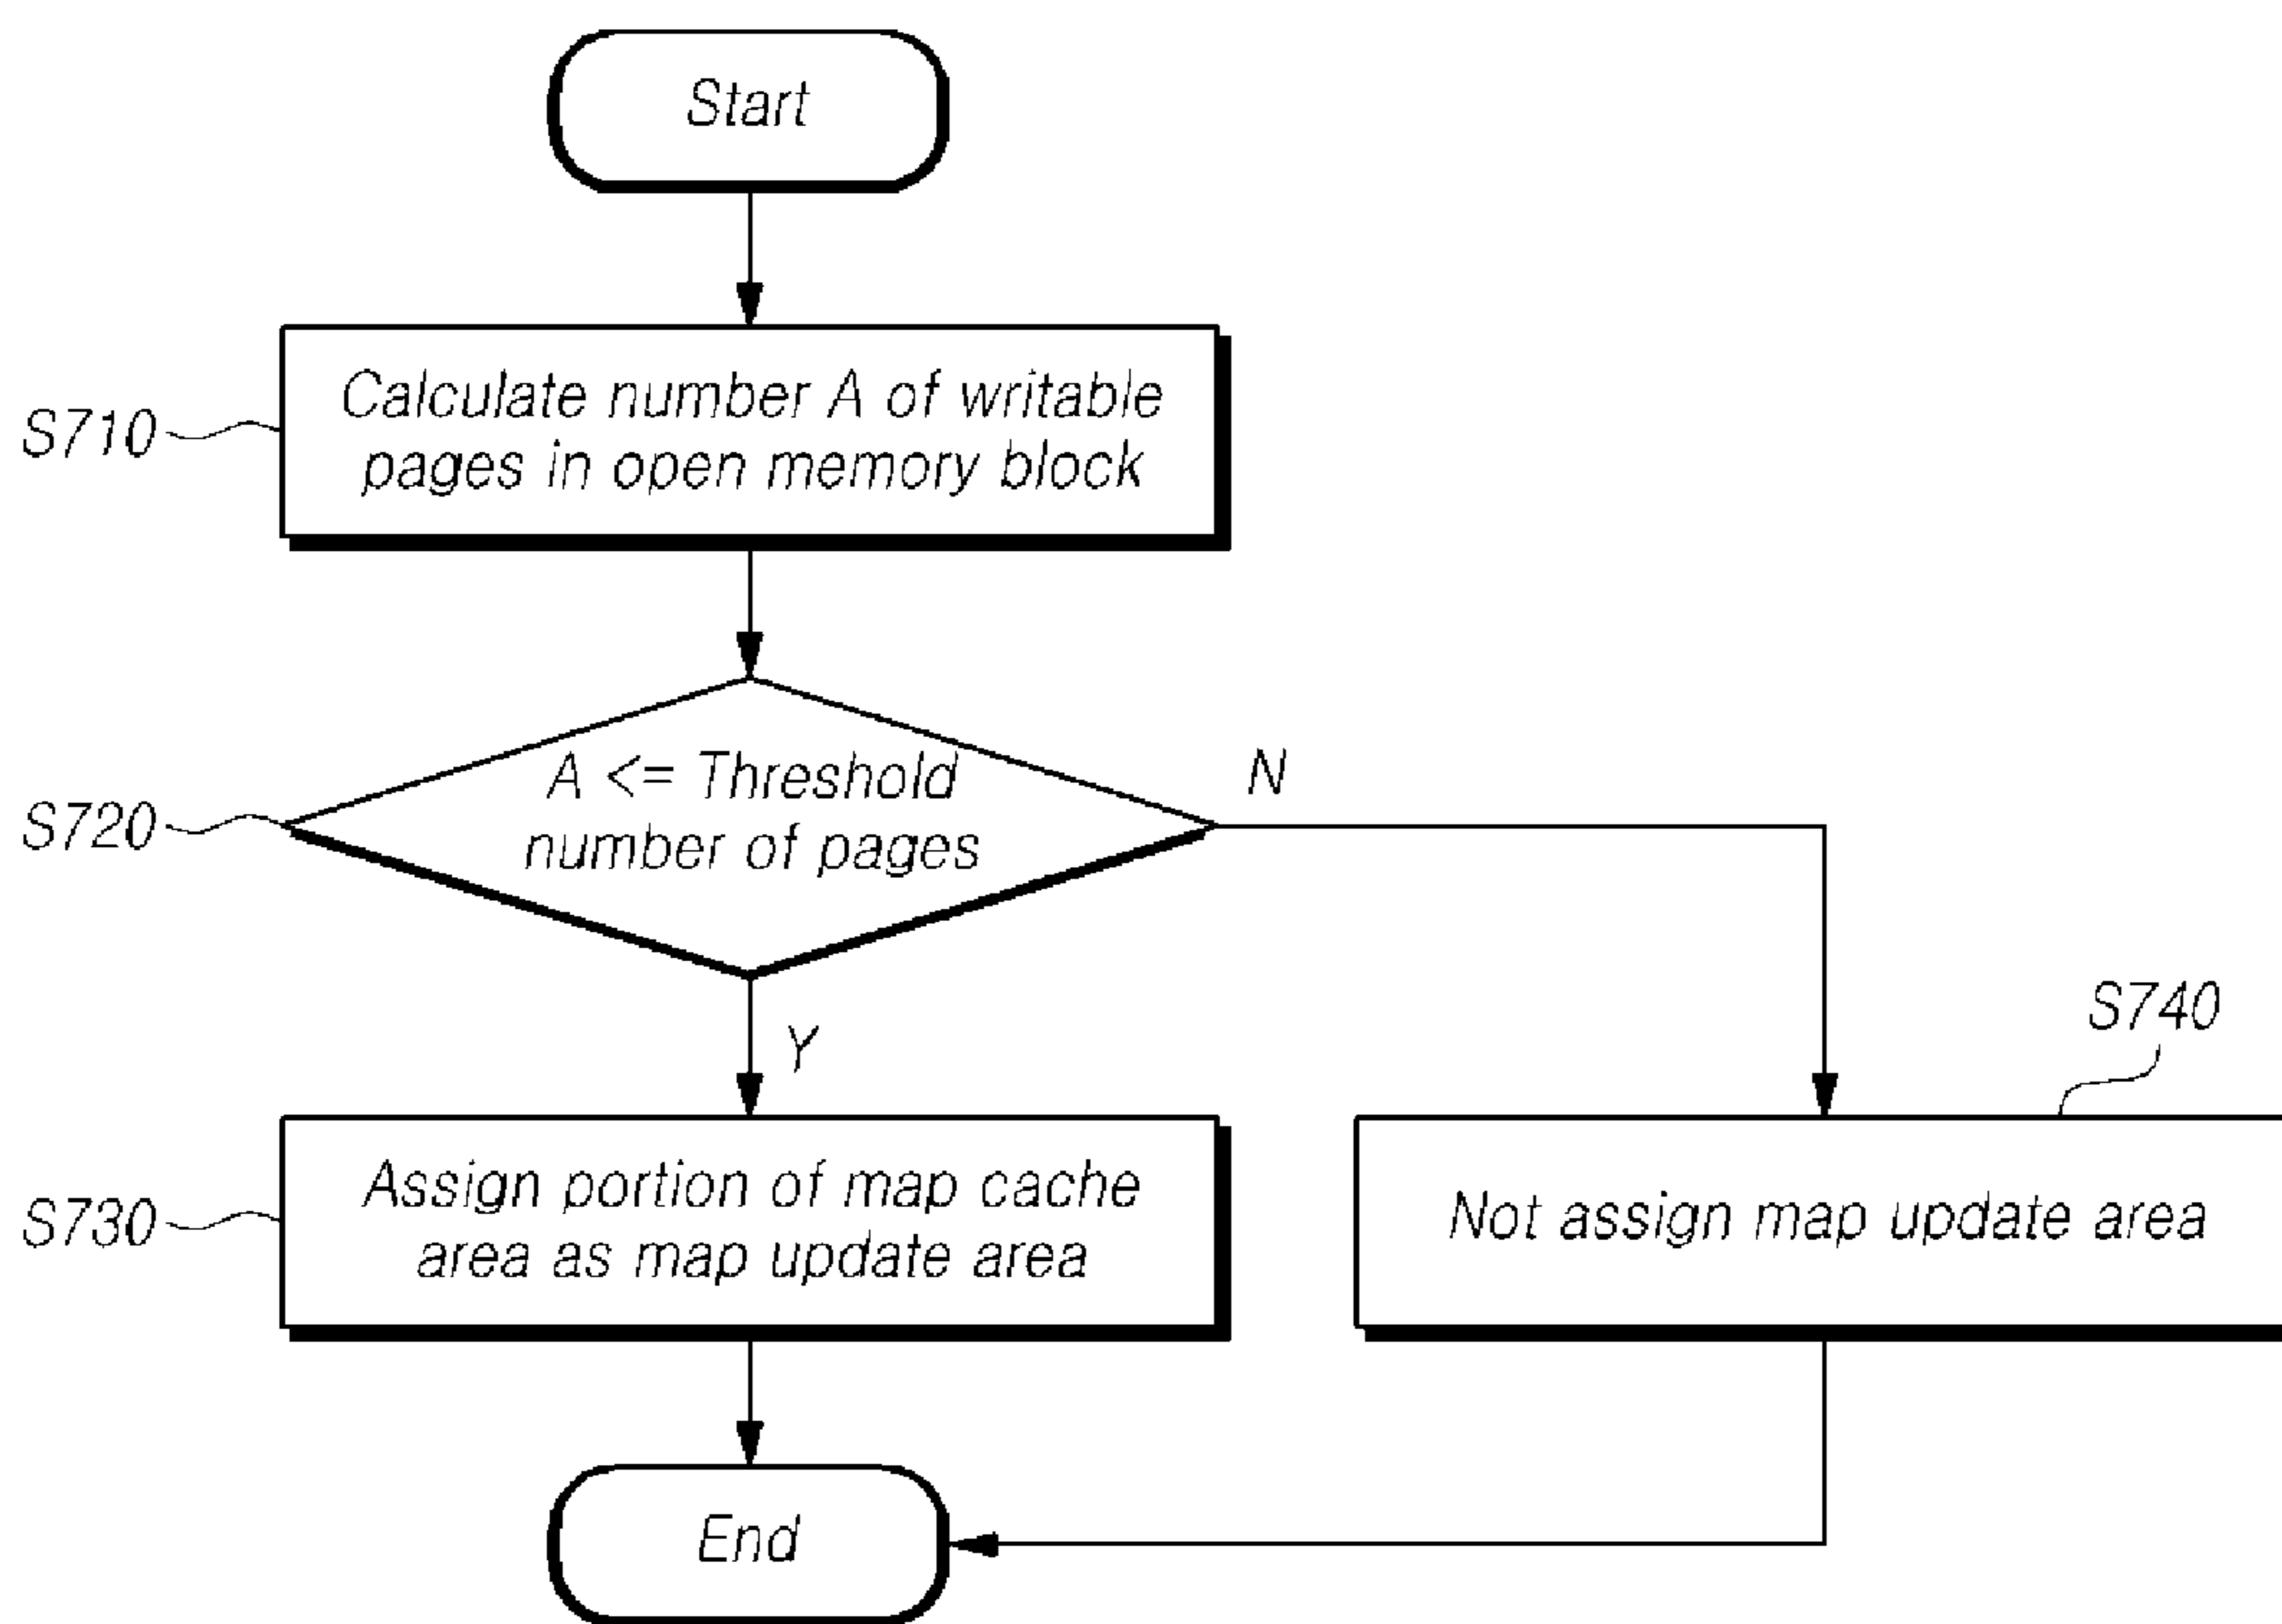 Start
S710
Calculate number A of writable
pages in open memory block
S720
A <= Threshold
number of pages
N
Y
S740
S730
Assign portion of map cache
area as map update area
Not assign map update area
End